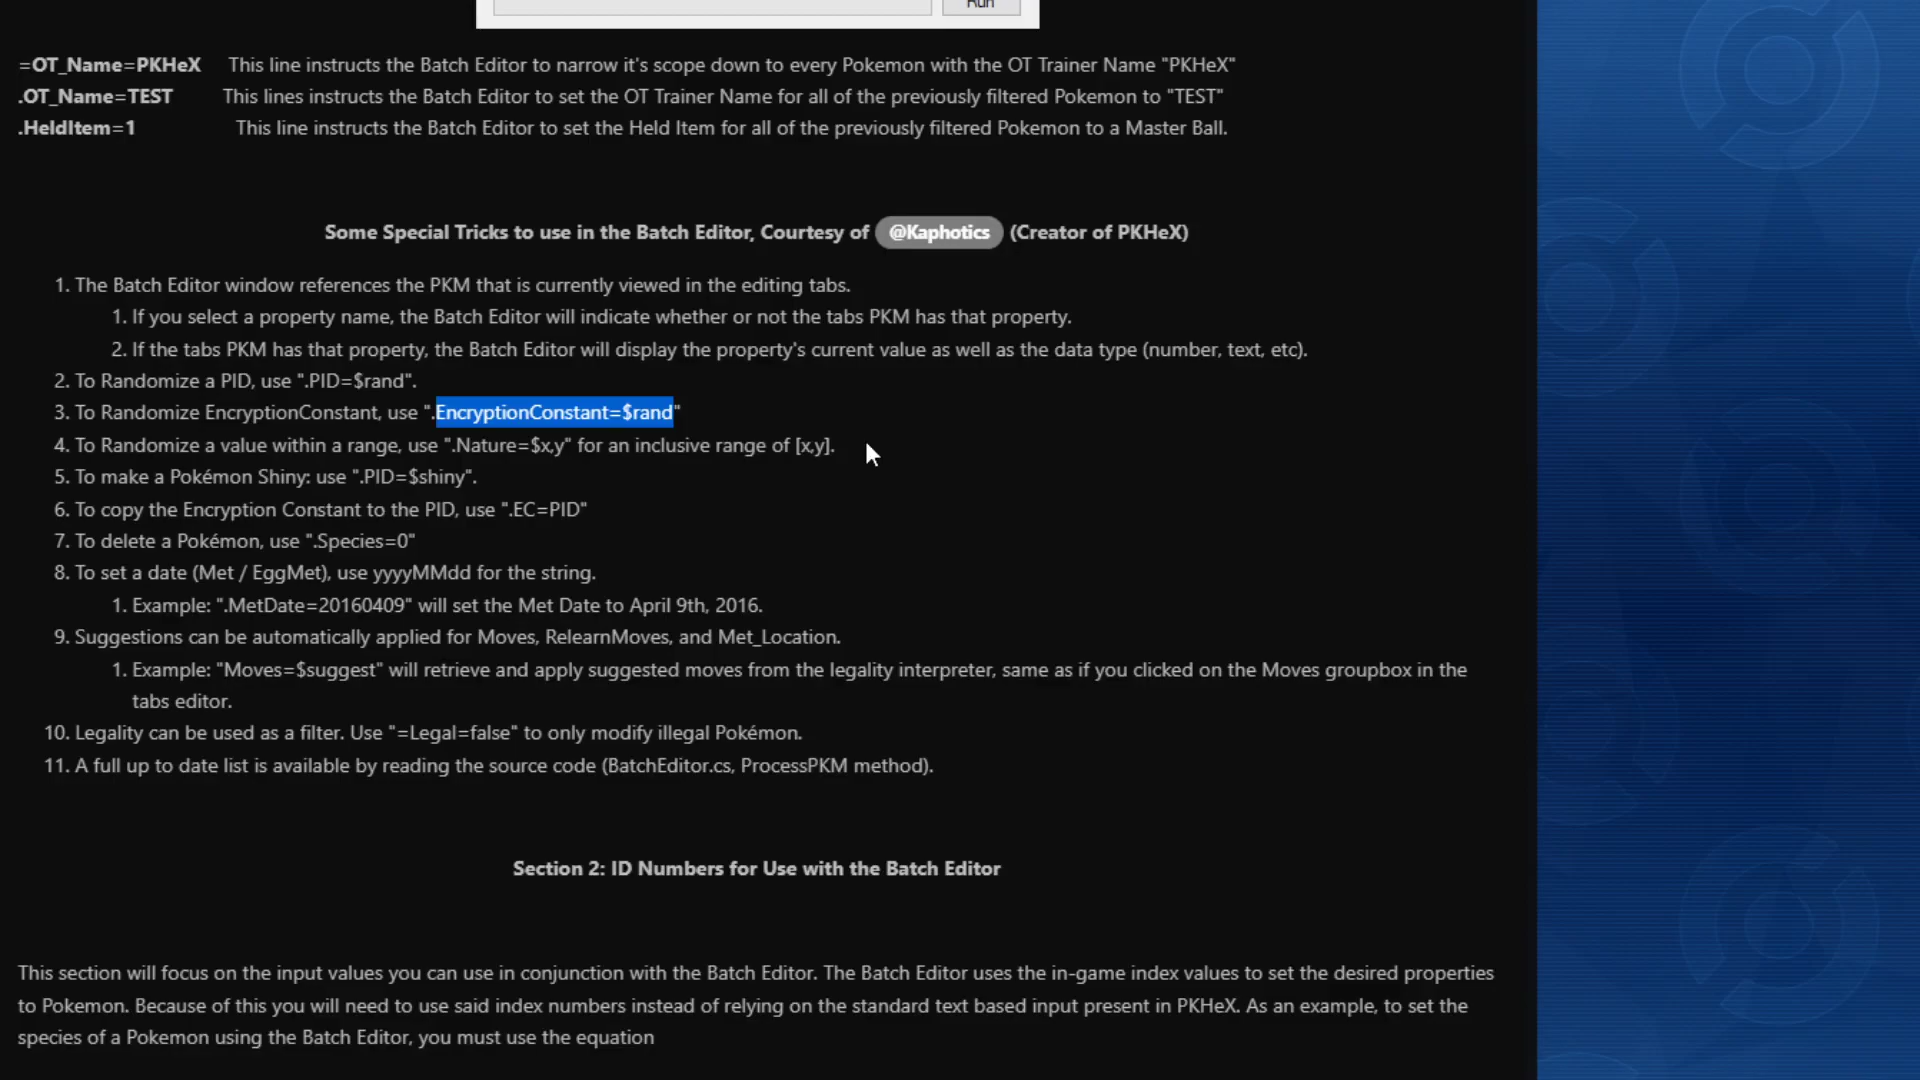 Run
=OT_Name=PKHeX This line instructs the Batch Editor to narrow it's scope down to every Pokemon with the OT Trainer Name "PKHeX"
.OT_Name=TEST This lines instructs the Batch Editor to set the OT Trainer Name for all of the previously filtered Pokemon to "TEST"
.HeldItem=1 This line instructs the Batch Editor to set the Held Item for all of the previously filtered Pokemon to a Master Ball.
Some Special Tricks to use in the Batch Editor, Courtesy of @Kaphotics (Creator of PKHeX)
1. The Batch Editor window references the PKM that is currently viewed in the editing tabs.
1. If you select a property name, the Batch Editor will indicate whether or not the tabs PKM has that property.
2. If the tabs PKM has that property, the Batch Editor will display the property's current value as well as the data type (number, text, etc).
2. To Randomize a PID, use ".PID=$rand".
3. To Randomize EncryptionConstant, use ".EncryptionConstant=$rand"
4. To Randomize a value within a range, use ".Nature=$x,y" for an inclusive range of [x,y].
5. To make a Pokémon Shiny: use ".PID=$shiny".
6. To copy the Encryption Constant to the PID, use ".EC=PID"
7. To delete a Pokémon, use ".Species=0"
8. To set a date (Met / EggMet), use yyyyMMdd for the string.
1. Example: ".MetDate=20160409" will set the Met Date to April 9th, 2016.
9. Suggestions can be automatically applied for Moves, RelearnMoves, and Met_Location.
1. Example: "Moves=$suggest" will retrieve and apply suggested moves from the legality interpreter, same as if you clicked on the Moves groupbox in the
tabs editor.
10. Legality can be used as a filter. Use "=Legal=false" to only modify illegal Pokémon.
11. A full up to date list is available by reading the source code (BatchEditor.cs, ProcessPKM method).
Section 2: ID Numbers for Use with the Batch Editor
This section will focus on the input values you can use in conjunction with the Batch Editor. The Batch Editor uses the in-game index values to set the desired properties
to Pokemon. Because of this you will need to use said index numbers instead of relying on the standard text based input present in PKHeX. As an example, to set the
species of a Pokemon using the Batch Editor, you must use the equation